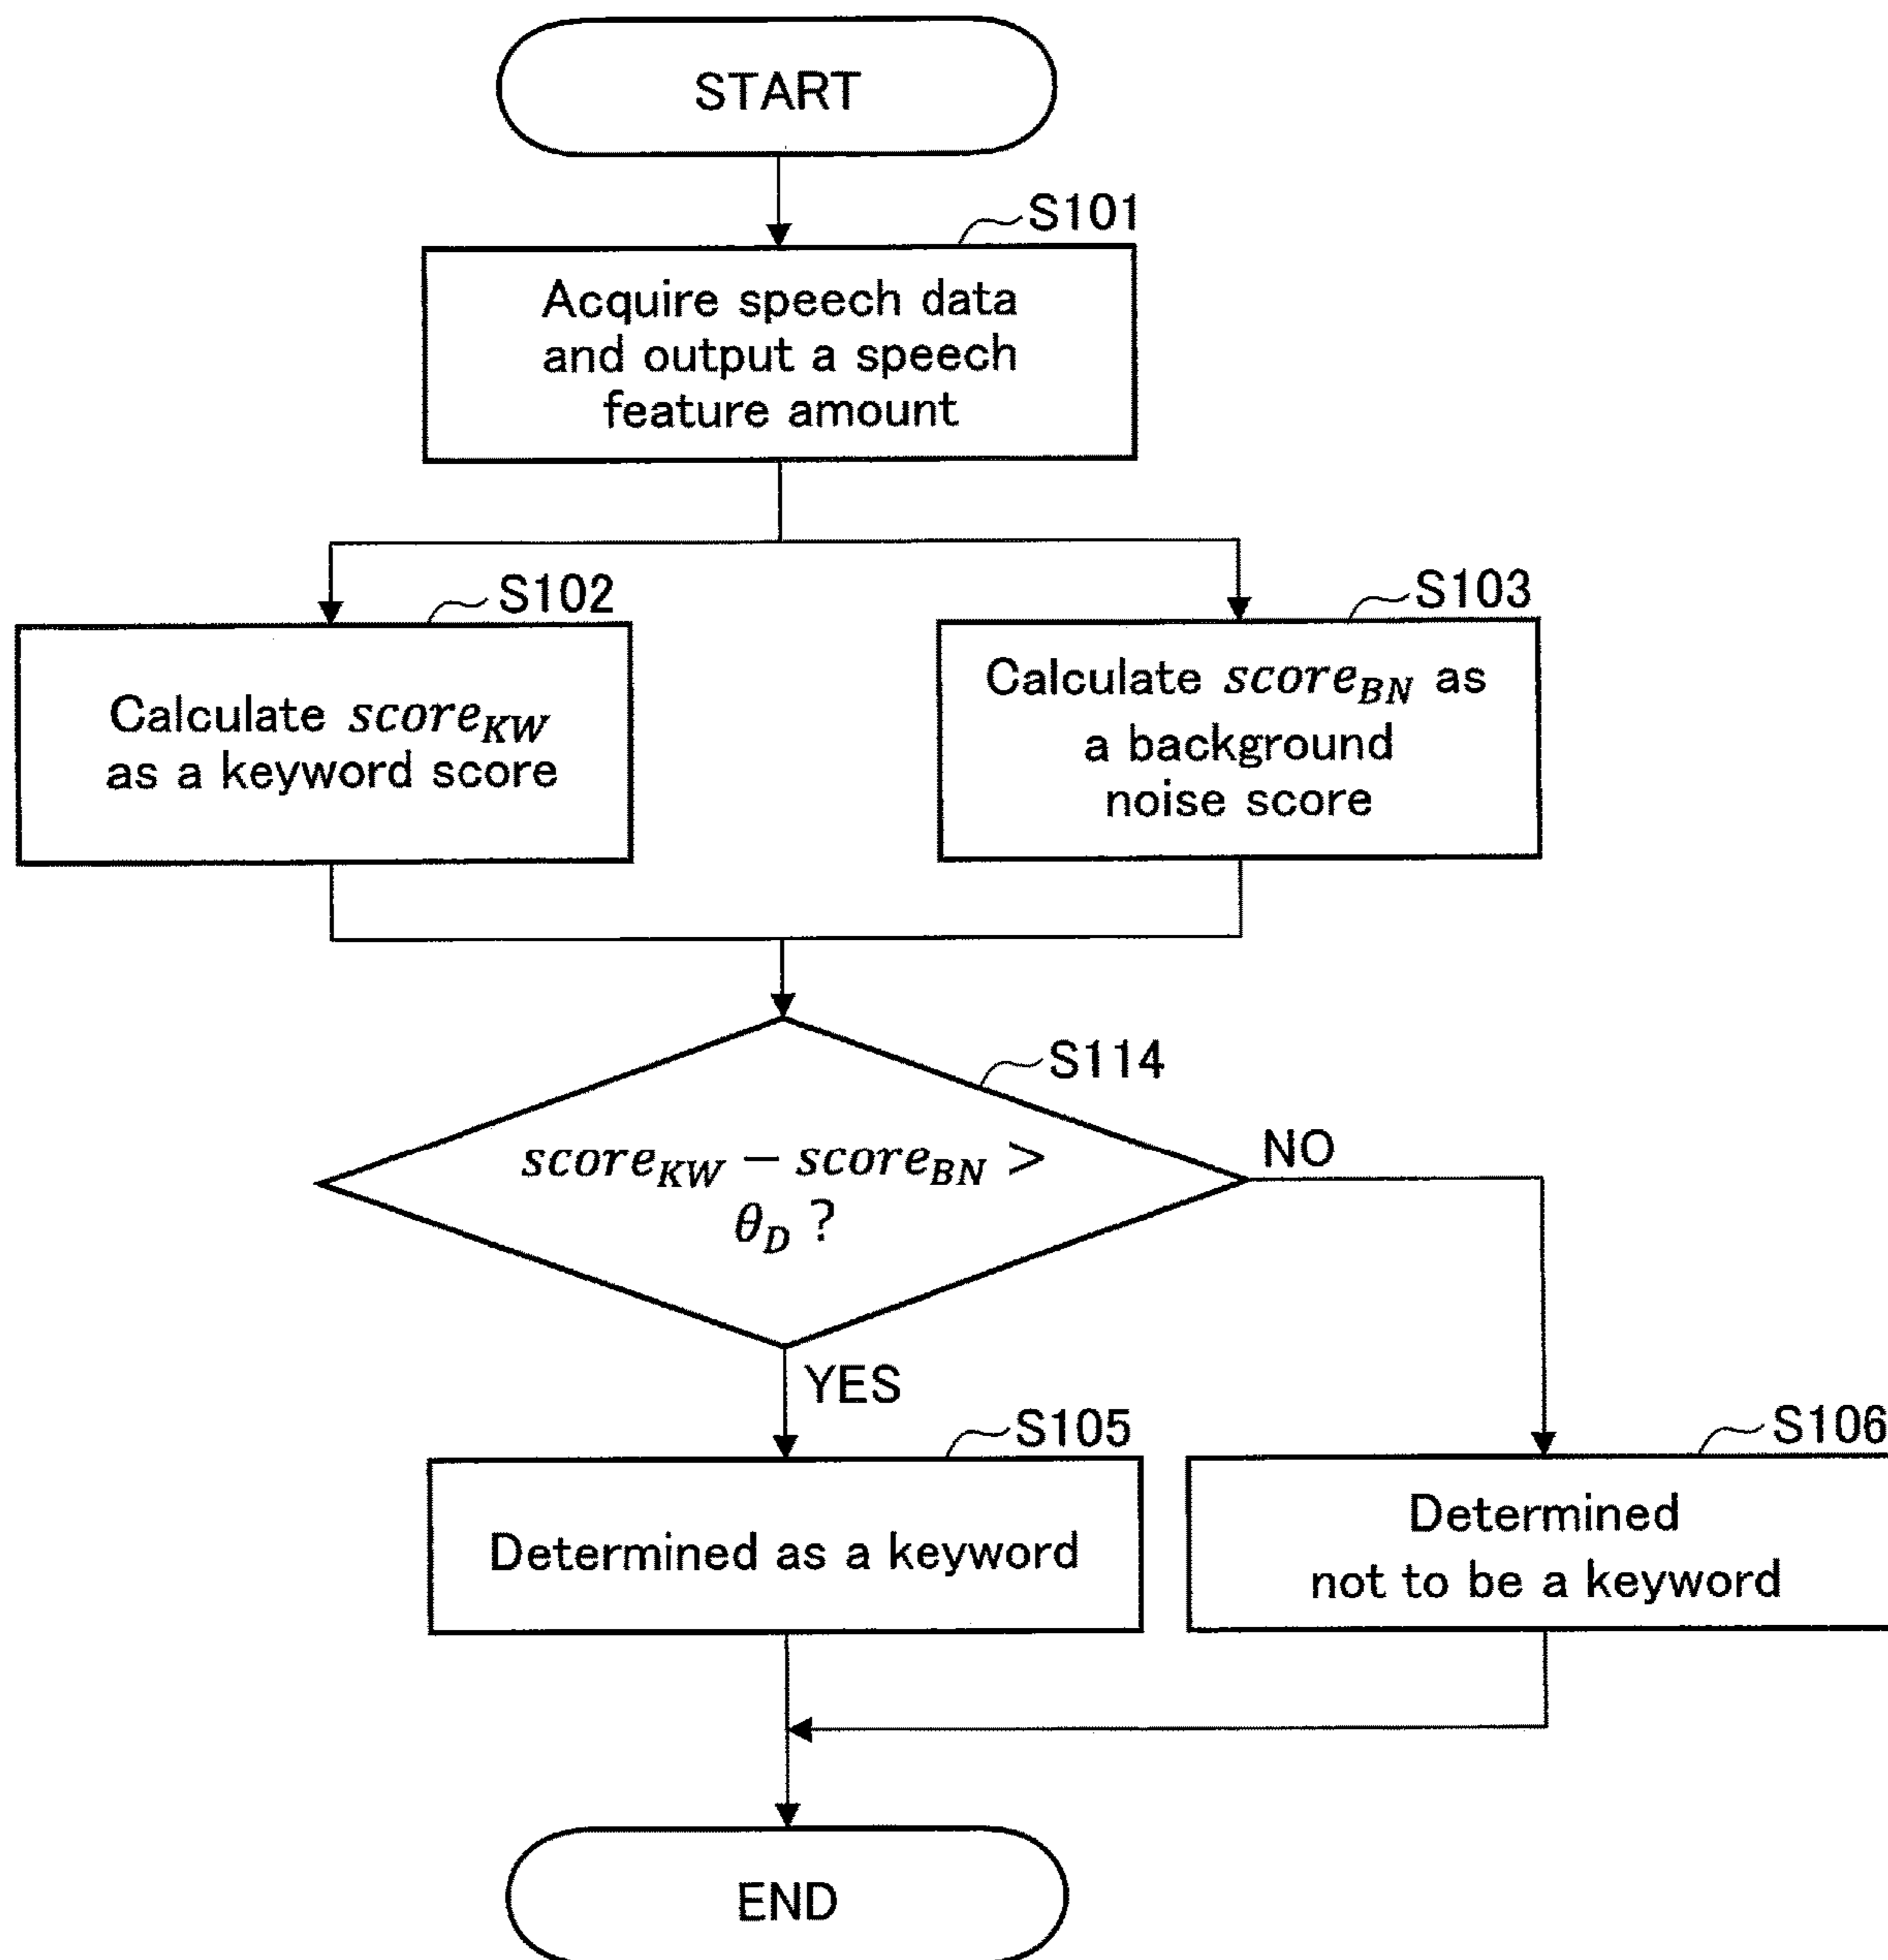 START
S101
Acquire speech data
and output a speech
feature amount
S102
Calculate score_KW
as a keyword score
S103
Calculate score_BN as
a background
noise score
S114
score_KW − score_BN >
θ_D ?
NO
YES
S105
Determined as a keyword
S106
Determined
not to be a keyword
END